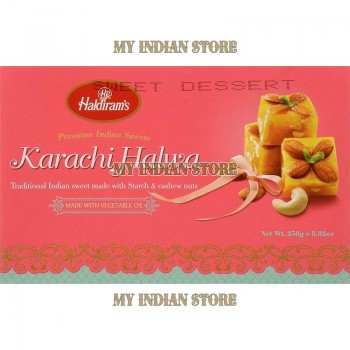 MY INDIAN STORE
SWEET DESSERT
HR
Haldiram's
Premium Indian Sweets
Karachi Halwa
MY INDIAN STORE
Traditional Indian sweet made with Starch & cashew nuts
MADE WITH VEGETABLE OIL
Net Wt. 250g e 8.82oz
MY INDIAN STORE